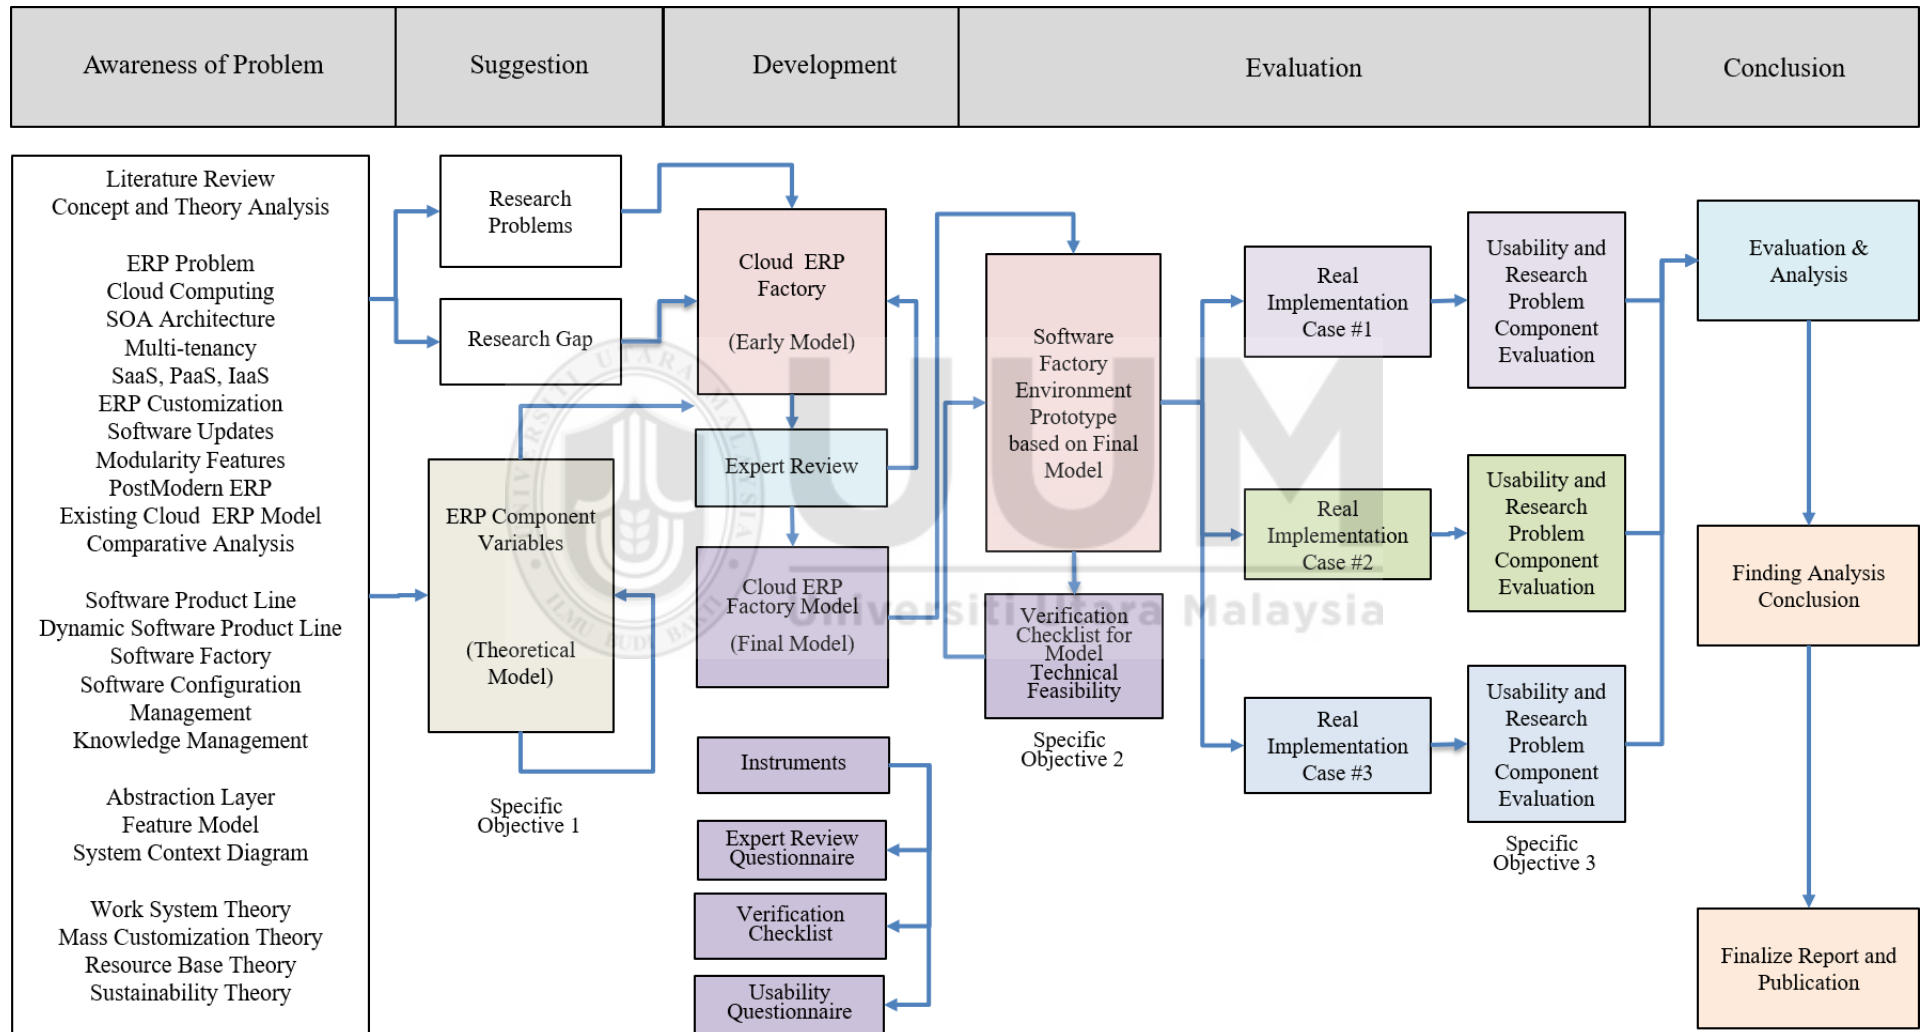 Awareness of Problem
Suggestion
Development
Evaluation
Conclusion
Literature Review
Concept and Theory Analysis
ERP Problem
Cloud Computing
SOA Architecture
Multi-tenancy
SaaS, PaaS, IaaS
ERP Customization
Software Updates
Modularity Features
PostModern ERP
Existing Cloud ERP Model
Comparative Analysis
Software Product Line
Dynamic Software Product Line
Software Factory
Software Configuration
Management
Knowledge Management
Abstraction Layer
Feature Model
System Context Diagram
Work System Theory
Mass Customization Theory
Resource Base Theory
Sustainability Theory
Research
Problems
Research Gap
ERP Component
Variables
(Theoretical
Model)
Specific
Objective 1
Cloud ERP
Factory
(Early Model)
Expert Review
Cloud ERP
Factory Model
(Final Model)
Instruments
Expert Review
Questionnaire
Verification
Checklist
Usability
Questionnaire
Software
Factory
Environment
Prototype
based on Final
Model
Verification
Checklist for
Model
Technical
Feasibility
Specific
Objective 2
Real
Implementation
Case #1
Real
Implementation
Case #2
Real
Implementation
Case #3
Usability and
Research
Problem
Component
Evaluation
Usability and
Research
Problem
Component
Evaluation
Usability and
Research
Problem
Component
Evaluation
Specific
Objective 3
Evaluation &
Analysis
Finding Analysis
Conclusion
Finalize Report and
Publication
UUM
Universiti Utara Malaysia
UNIVERSITI UTARA MALAYSIA
ILMU BUDI BAKTI